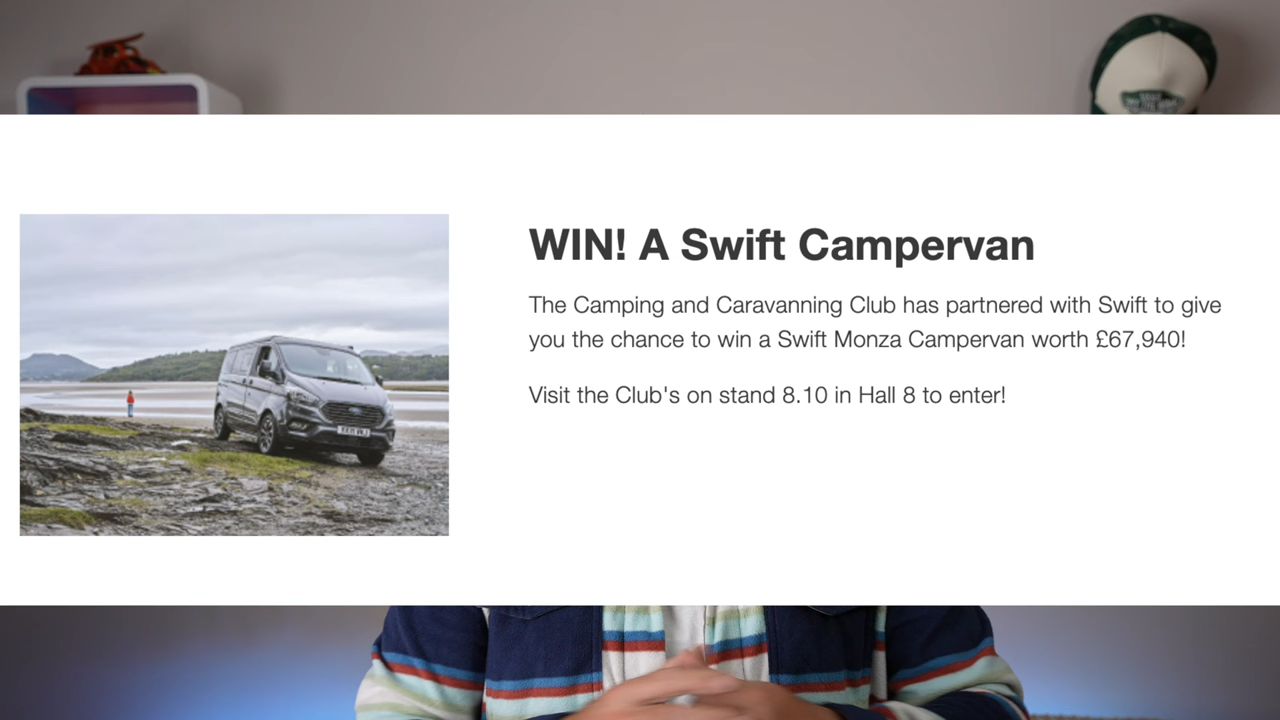 WIN! A Swift Campervan
The Camping and Caravanning Club has partnered with Swift to give
you the chance to win a Swift Monza Campervan worth £67,940!
Visit the Club's on stand 8.10 in Hall 8 to enter!